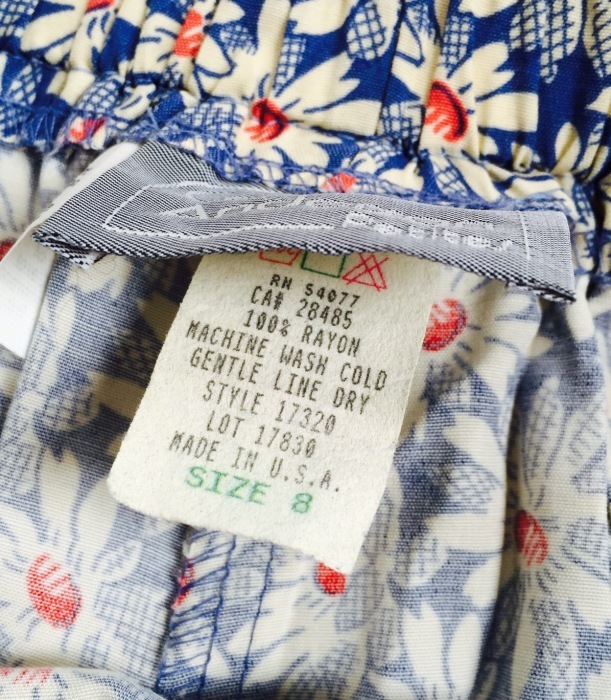 RN 54077
CA# 28485
100% RAYON
MACHINE WASH COLD
GENTLE LINE DRY
STYLE 17320
LOT 17830
MADE IN U.S.A.
SIZE 8